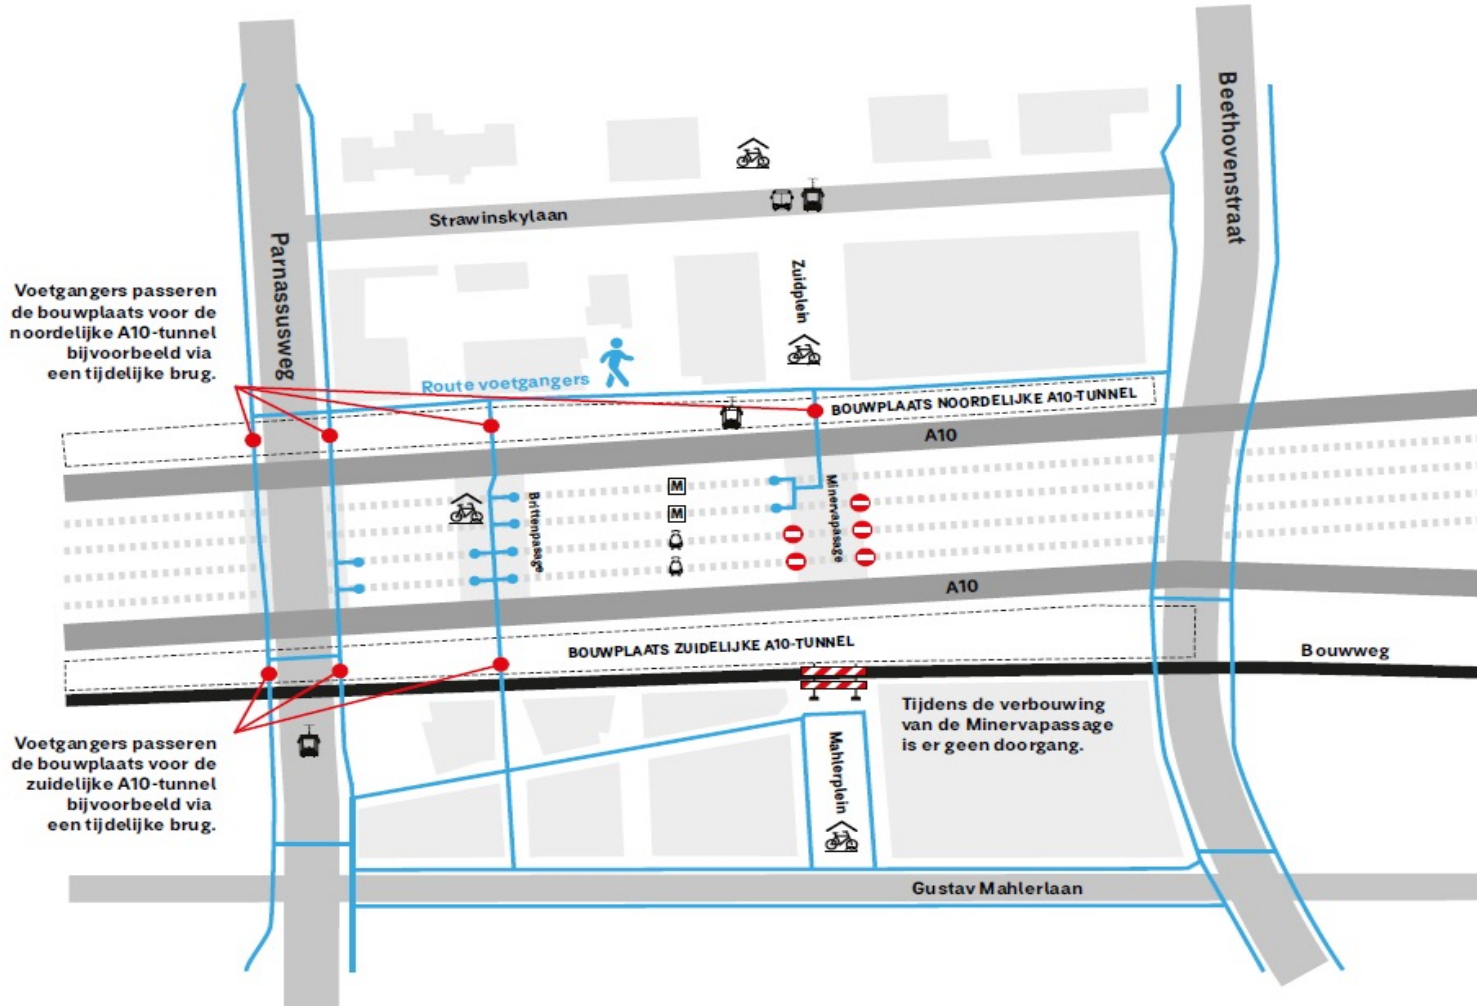 Beethovenstraat
Strawinskylaan
Parnassusweg
Zuidplein
Voetgangers passeren
de bouwplaats voor de
noordelijke A10-tunnel
bijvoorbeeld via
een tijdelijke brug.
Route voetgangers
BOUWPLAATS NOORDELIJKE A10-TUNNEL
A10
M
M
Brittenpasage
Minervapasage
A10
BOUWPLAATS ZUIDELIJKE A10-TUNNEL
Bouwweg
Tijdens de verbouwing
van de Minervapassage
is er geen doorgang.
Voetgangers passeren
de bouwplaats voor de
zuidelijke A10-tunnel
bijvoorbeeld via
een tijdelijke brug.
Mahlerplein
Gustav Mahlerlaan